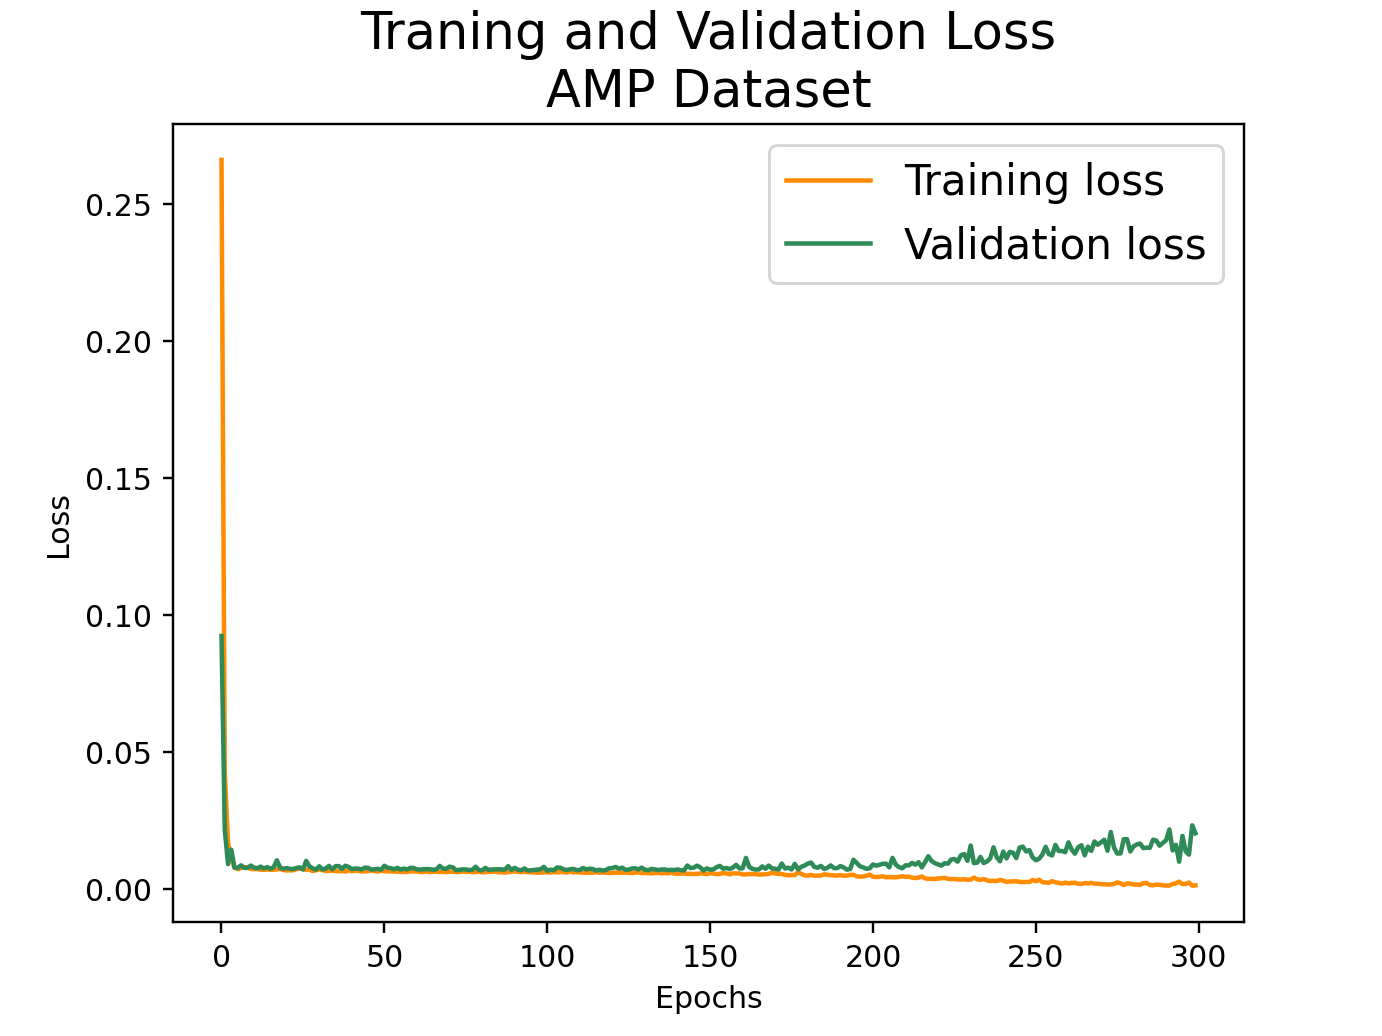 Traning and Validation Loss
AMP Dataset
Training loss
Validation loss
0.25
0.20
0.15
0.10
0.05
0.00
Loss
0 50 100 150 200 250 300
Epochs